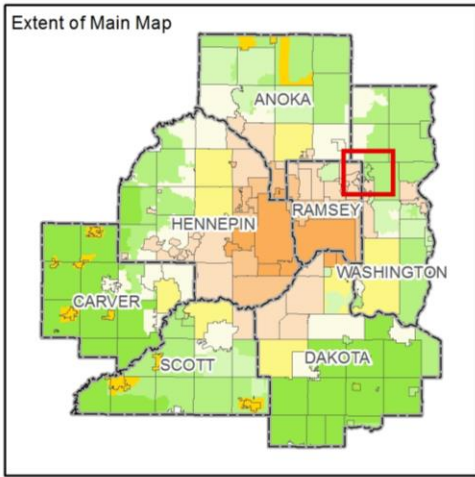 Extent of Main Map
ANOKA
HENNEPIN
RAMSEY
WASHINGTON
CARVER
SCOTT
DAKOTA